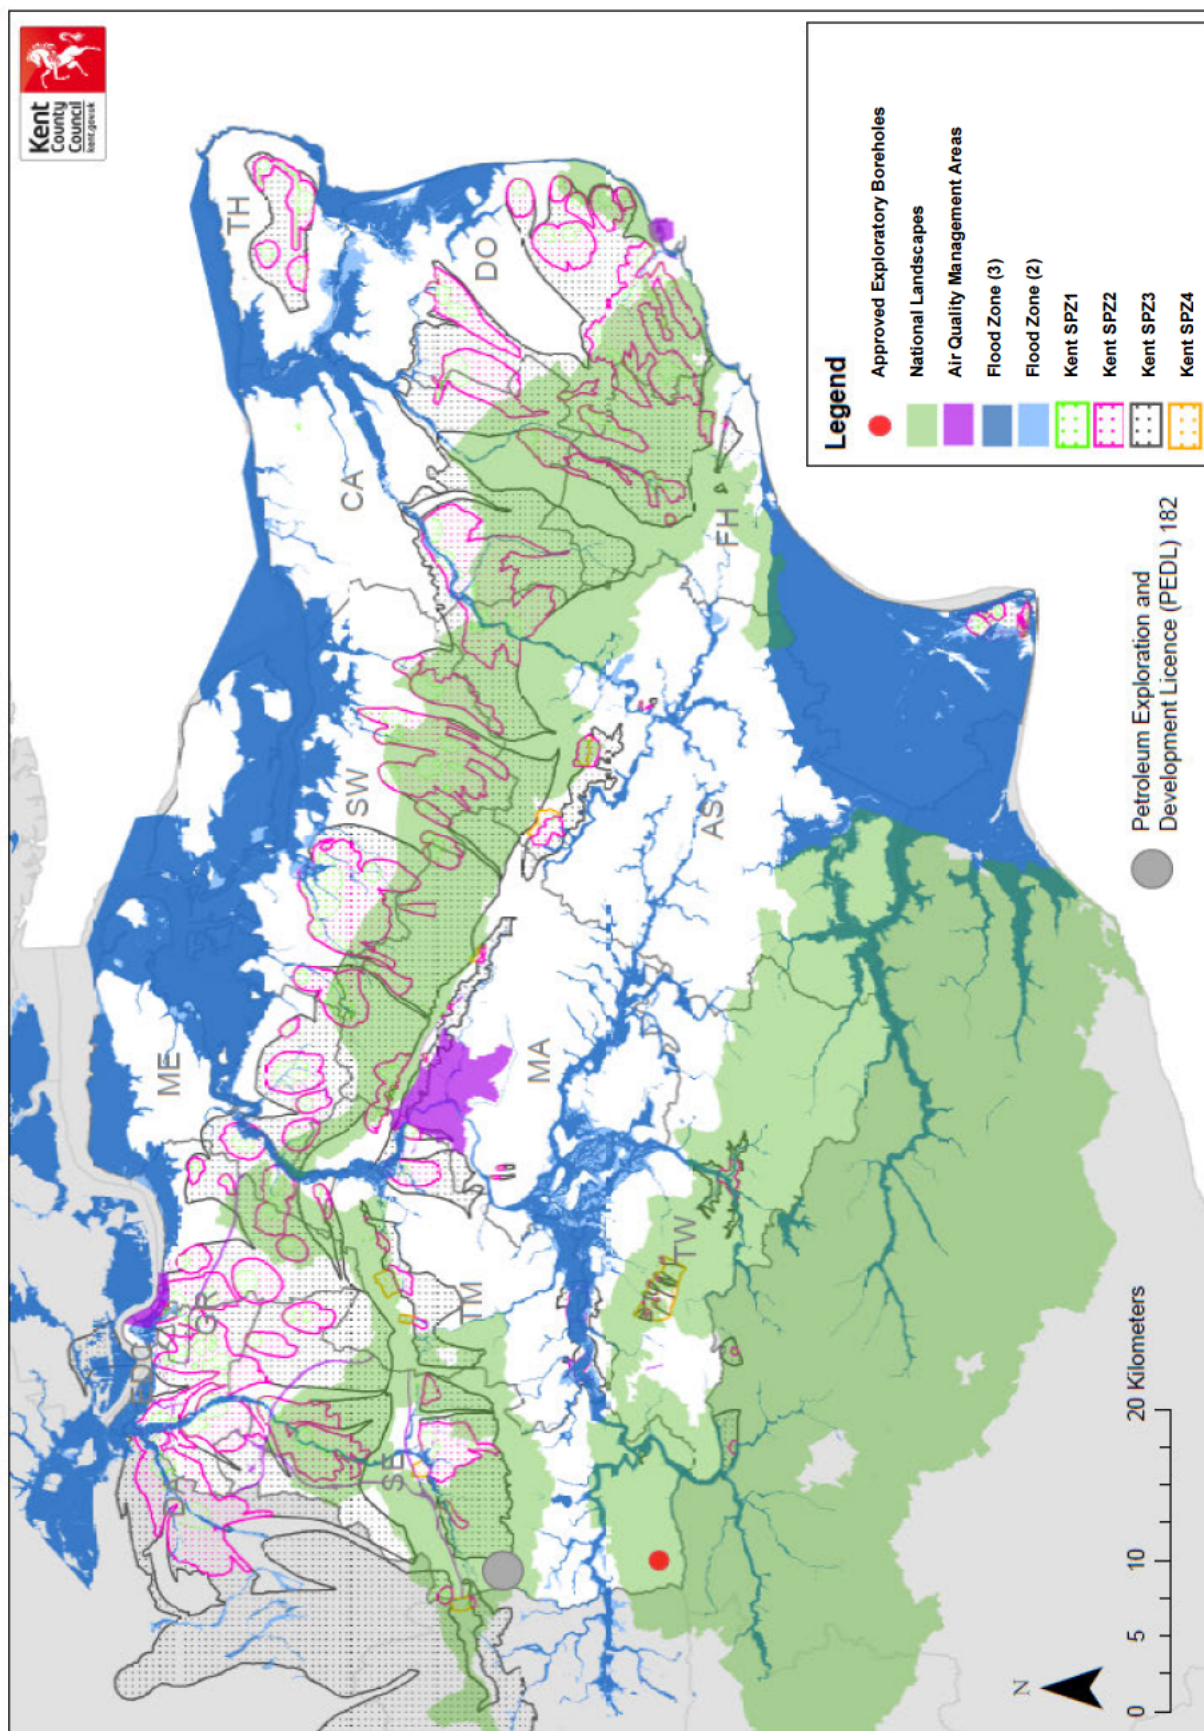 Kent
County
Council
kent.gov.uk
TH
DO
CA
FH
SW
AS
ME
MA
GR
EDC
TM
TW
DA
SE
Legend
Approved Exploratory Boreholes
National Landscapes
Air Quality Management Areas
Flood Zone (3)
Flood Zone (2)
Kent SPZ1
Kent SPZ2
Kent SPZ3
Kent SPZ4
Petroleum Exploration and
Development Licence (PEDL) 182
N
0 5 10 20 Kilometers